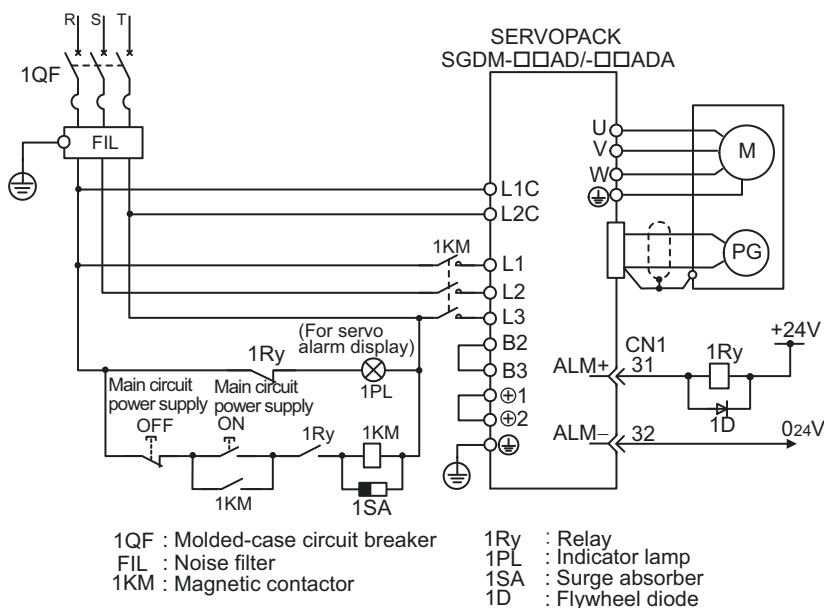 R S T
1QF
FIL
SERVOPACK
SGDM-□□AD/-□□ADA
U
V
W
M
PG
L1C
L2C
1KM
L1
L2
L3
(For servo
alarm display)
1Ry
1PL
B2
B3
⊕1
⊕2
Main circuit
power supply
OFF
Main circuit
power supply
ON
1KM
1Ry
1KM
1SA
CN1
ALM+ 31
1Ry
1D
+24V
ALM− 32
024V
1QF : Molded-case circuit breaker
FIL : Noise filter
1KM : Magnetic contactor
1Ry : Relay
1PL : Indicator lamp
1SA : Surge absorber
1D : Flywheel diode